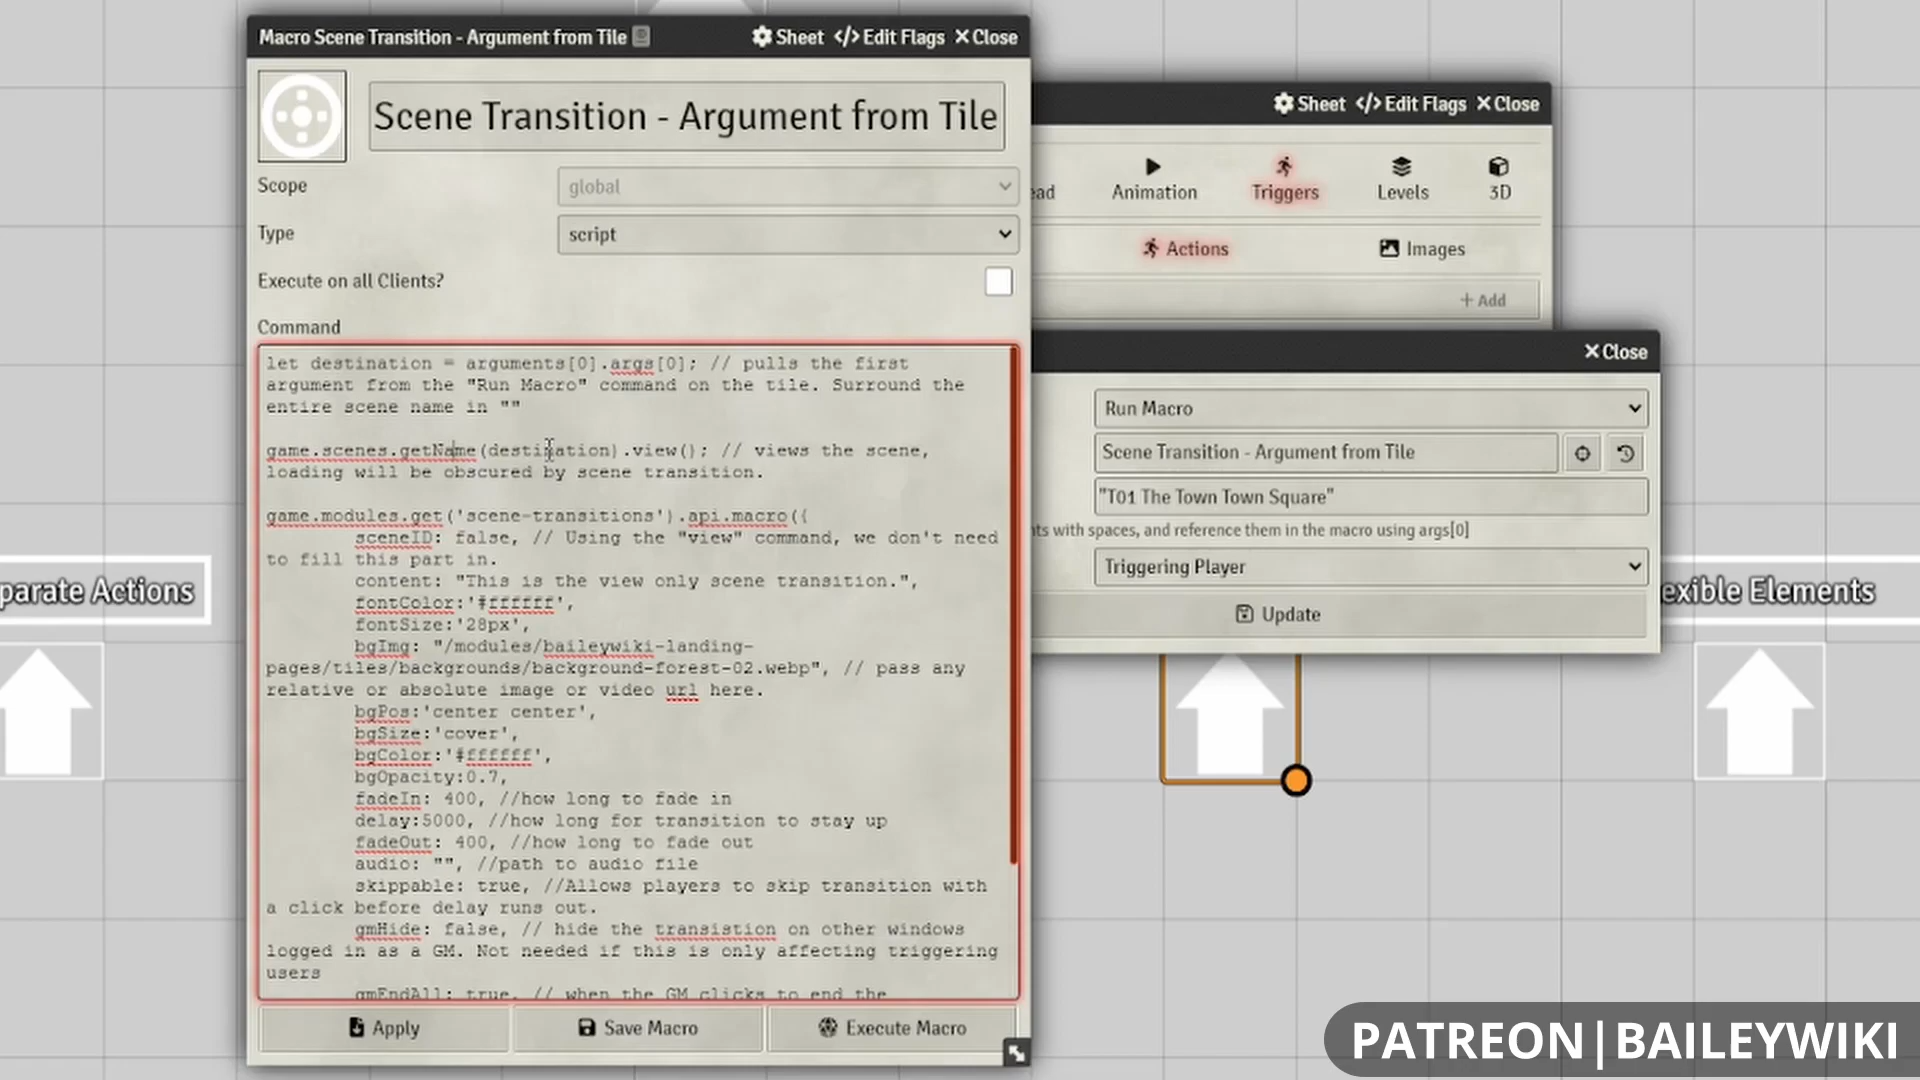 Macro Scene Transition - Argument from Tile Sheet </> Edit Flags Close
Scene Transition - Argument from Tile
Scope
global
Type
script
Execute on all Clients?
Command
let destination = arguments[0].args[0]; // pulls the first
argument from the "Run Macro" command on the tile. Surround the
entire scene name in ""
game.scenes.getName(destination).view(); // views the scene,
loading will be obscured by scene transition.
game.modules.get('scene-transitions').api.macro({
sceneID: false, // Using the "view" command, we don't need
to fill this part in.
content: "This is the view only scene transition.",
fontColor:'#ffffff',
fontSize:'28px',
bgImg: "/modules/baileywiki-landing-
pages/tiles/backgrounds/background-forest-02.webp", // pass any
relative or absolute image or video url here.
bgPos:'center center',
bgSize:'cover',
bgColor:'#ffffff',
bgOpacity:0.7,
fadeIn: 400, //how long to fade in
delay:5000, //how long for transition to stay up
fadeOut: 400, //how long to fade out
audio: "", //path to audio file
skippable: true, //Allows players to skip transition with
a click before delay runs out.
gmHide: false, // hide the transistion on other windows
logged in as a GM. Not needed if this is only affecting triggering
users
gmEndAll: true, // when the GM clicks to end the
Apply
Save Macro
Execute Macro
Sheet </> Edit Flags Close
ead
Animation
Triggers
Levels
3D
Actions
Images
+ Add
Close
Run Macro
Scene Transition - Argument from Tile
"T01 The Town Town Square"
nts with spaces, and reference them in the macro using args[0]
Triggering Player
Update
parate Actions
exible Elements
PATREON|BAILEYWIKI